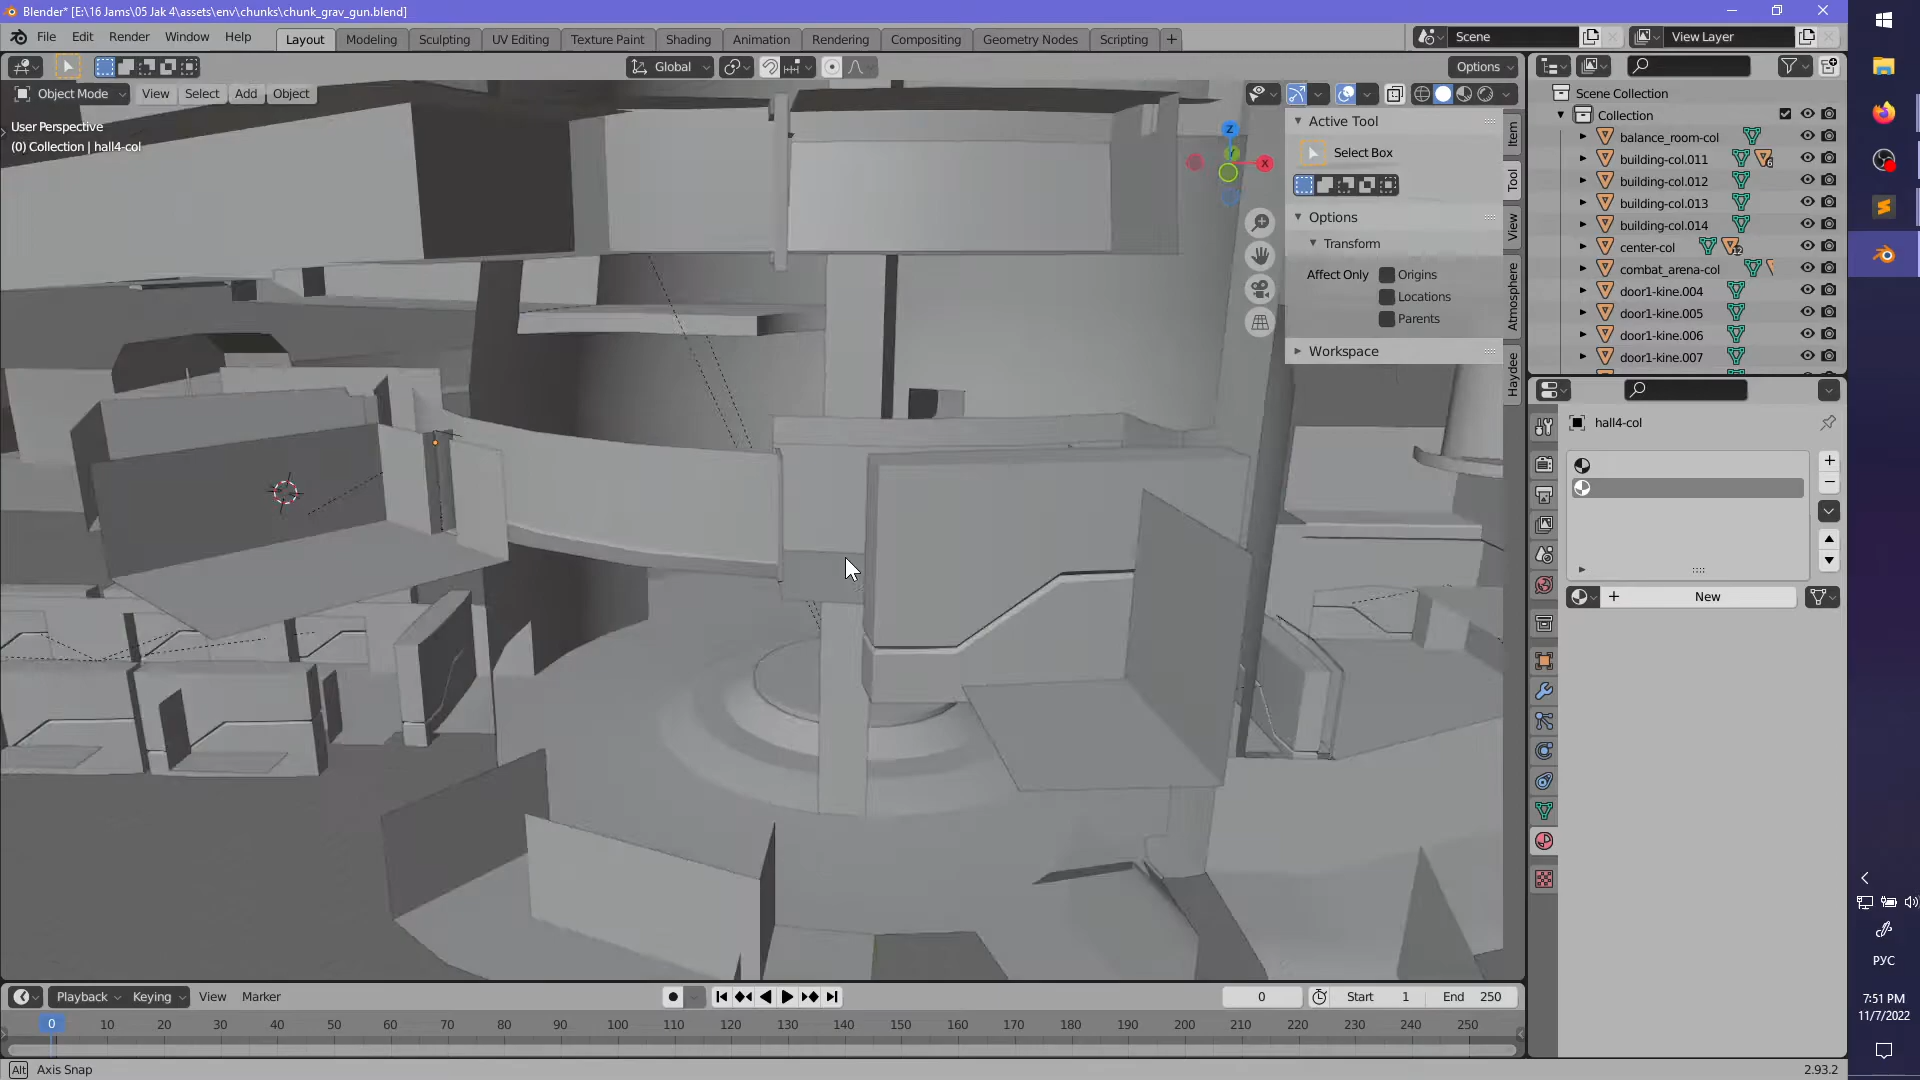 Blender* [E:\16 Jams\05 Jak 4\assets\env\chunks\chunk_grav_gun.blend]
File Edit Render Window Help
Layout Modeling Sculpting UV Editing Texture Paint Shading Animation Rendering Compositing Geometry Nodes Scripting +
Scene
View Layer
Global
Options
Object Mode View Select Add Object
User Perspective
(0) Collection | hall4-col
Z
X
Active Tool
Select Box
Options
Transform
Affect Only Origins
Locations
Parents
Workspace
Item
Tool
View
Atmosphere
Haydee
Scene Collection
Collection
balance_room-col
building-col.011
building-col.012
building-col.013
building-col.014
center-col
combat_arena-col
door1-kine.004
door1-kine.005
door1-kine.006
door1-kine.007
hall4-col
New
Playback Keying View Marker
0
Start 1
End 250
0 10 20 30 40 50 60 70 80 90 100 110 120 130 140 150 160 170 180 190 200 210 220 230 240 250
Alt Axis Snap
2.93.2
РУС
7:51 PM
11/7/2022